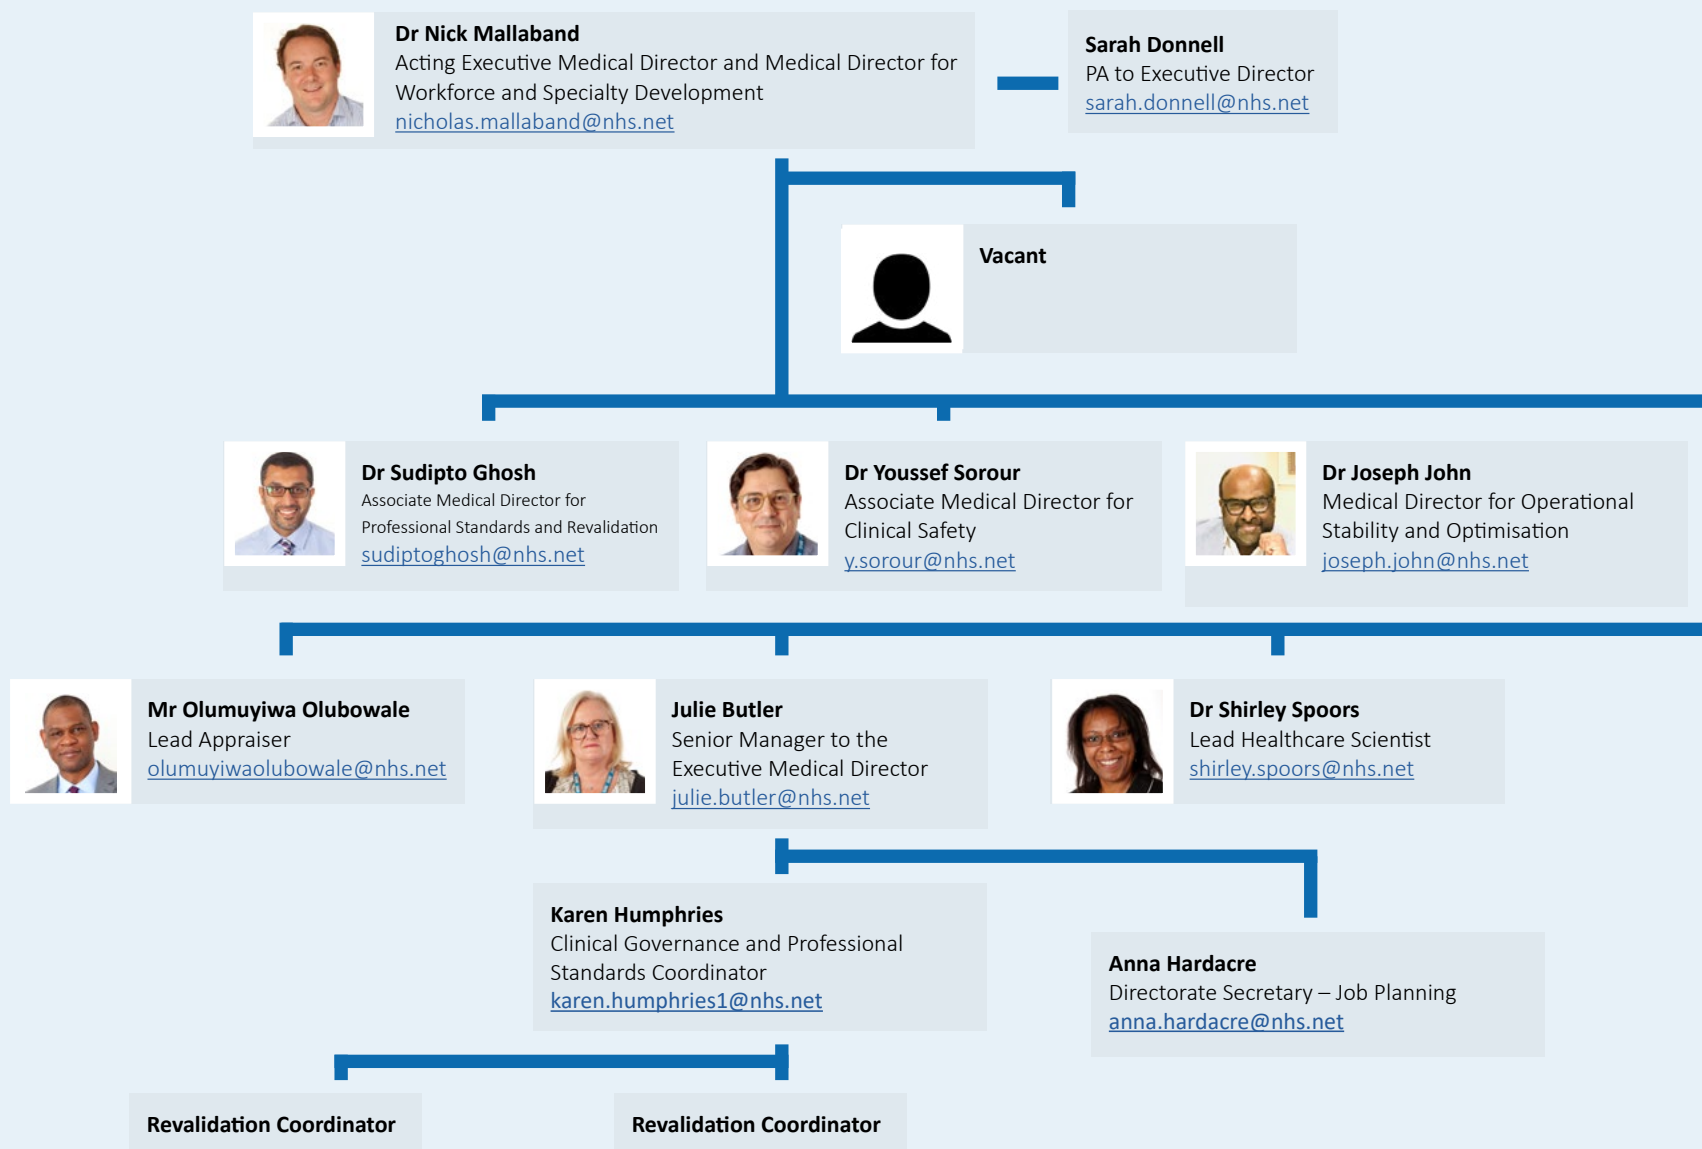 Dr Nick Mallaband
Acting Executive Medical Director and Medical Director for
Workforce and Specialty Development
nicholas.mallaband@nhs.net
Sarah Donnell
PA to Executive Director
sarah.donnell@nhs.net
Vacant
Dr Sudipto Ghosh
Associate Medical Director for
Professional Standards and Revalidation
sudiptoghosh@nhs.net
Dr Youssef Sorour
Associate Medical Director for
Clinical Safety
y.sorour@nhs.net
Dr Joseph John
Medical Director for Operational
Stability and Optimisation
joseph.john@nhs.net
Mr Olumuyiwa Olubowale
Lead Appraiser
olumuyiwaolubowale@nhs.net
Julie Butler
Senior Manager to the
Executive Medical Director
julie.butler@nhs.net
Dr Shirley Spoors
Lead Healthcare Scientist
shirley.spoors@nhs.net
Karen Humphries
Clinical Governance and Professional
Standards Coordinator
karen.humphries1@nhs.net
Anna Hardacre
Directorate Secretary – Job Planning
anna.hardacre@nhs.net
Revalidation Coordinator
Revalidation Coordinator